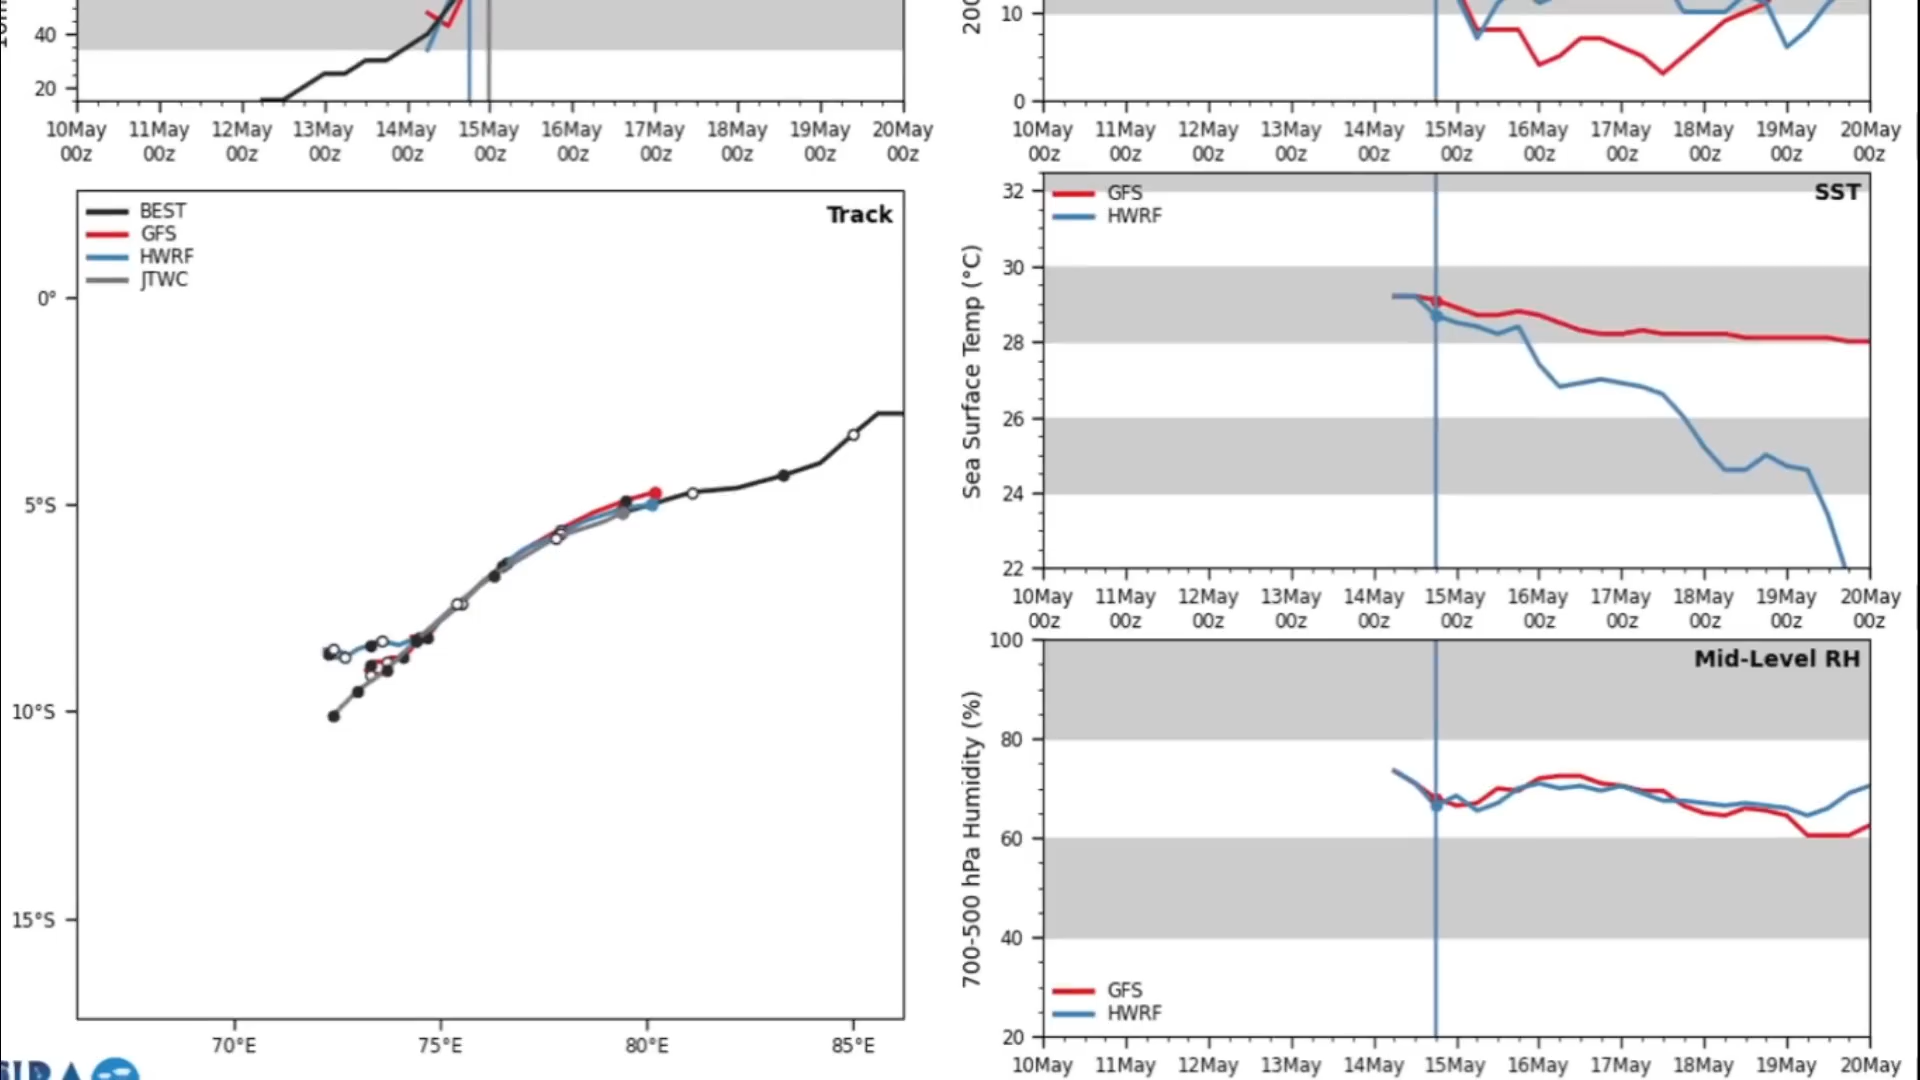 40
20
10May 11May 12May 13May 14May 15May 16May 17May 18May 19May 20May
00z 00z 00z 00z 00z 00z 00z 00z 00z 00z 00z
200
10
0
10May 11May 12May 13May 14May 15May 16May 17May 18May 19May 20May
00z 00z 00z 00z 00z 00z 00z 00z 00z 00z 00z
BEST
GFS
HWRF
JTWC
Track
0°
5°S
10°S
15°S
70°E 75°E 80°E 85°E
GFS
HWRF
SST
Sea Surface Temp (°C)
32
30
28
26
24
22
10May 11May 12May 13May 14May 15May 16May 17May 18May 19May 20May
00z 00z 00z 00z 00z 00z 00z 00z 00z 00z 00z
Mid-Level RH
700-500 hPa Humidity (%)
100
80
60
40
20
GFS
HWRF
10May 11May 12May 13May 14May 15May 16May 17May 18May 19May 20May